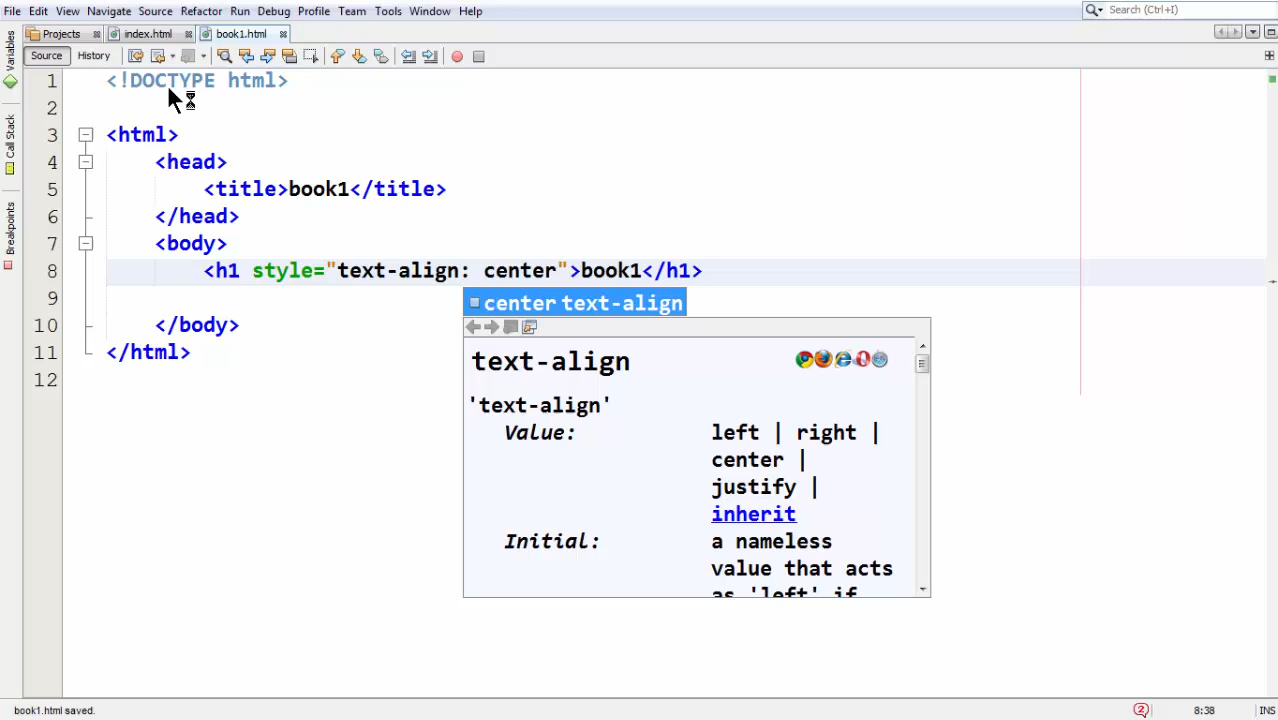 File Edit View Navigate Source Refactor Run Debug Profile Team Tools Window Help
Search (Ctrl+I)
Projects index.html book1.html
Source History
Variables
Call Stack
Breakpoints
1 <!DOCTYPE html>
2
3 <html>
4 <head>
5 <title>book1</title>
6 </head>
7 <body>
8 <h1 style="text-align: center">book1</h1>
9
10 </body>
11 </html>
12
center text-align
text-align
'text-align'
Value: left | right |
center |
justify |
inherit
Initial: a nameless
value that acts
as 'left' if
book1.html saved.
2
8:38
INS